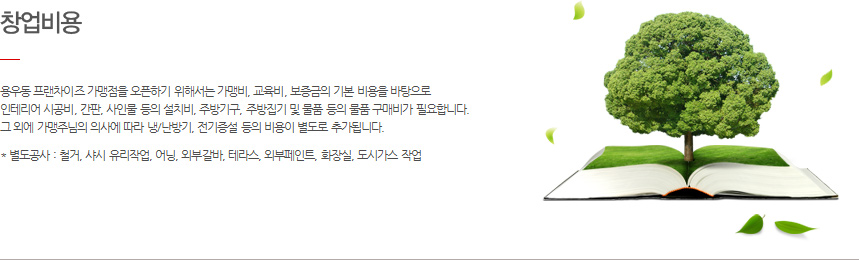 창업비용
용우동 프랜차이즈 가맹점을 오픈하기 위해서는 가맹비, 교육비, 보증금의 기본 비용을 바탕으로
인테리어 시공비, 간판, 사인물 등의 설치비, 주방기구, 주방집기 및 물품 등의 물품 구매비가 필요합니다.
그 외에 가맹주님의 의사에 따라 냉/난방기, 전기증설 등의 비용이 별도로 추가됩니다.
* 별도공사 : 철거, 샤시 유리작업, 어닝, 외부갈바, 테라스, 외부페인트, 화장실, 도시가스 작업